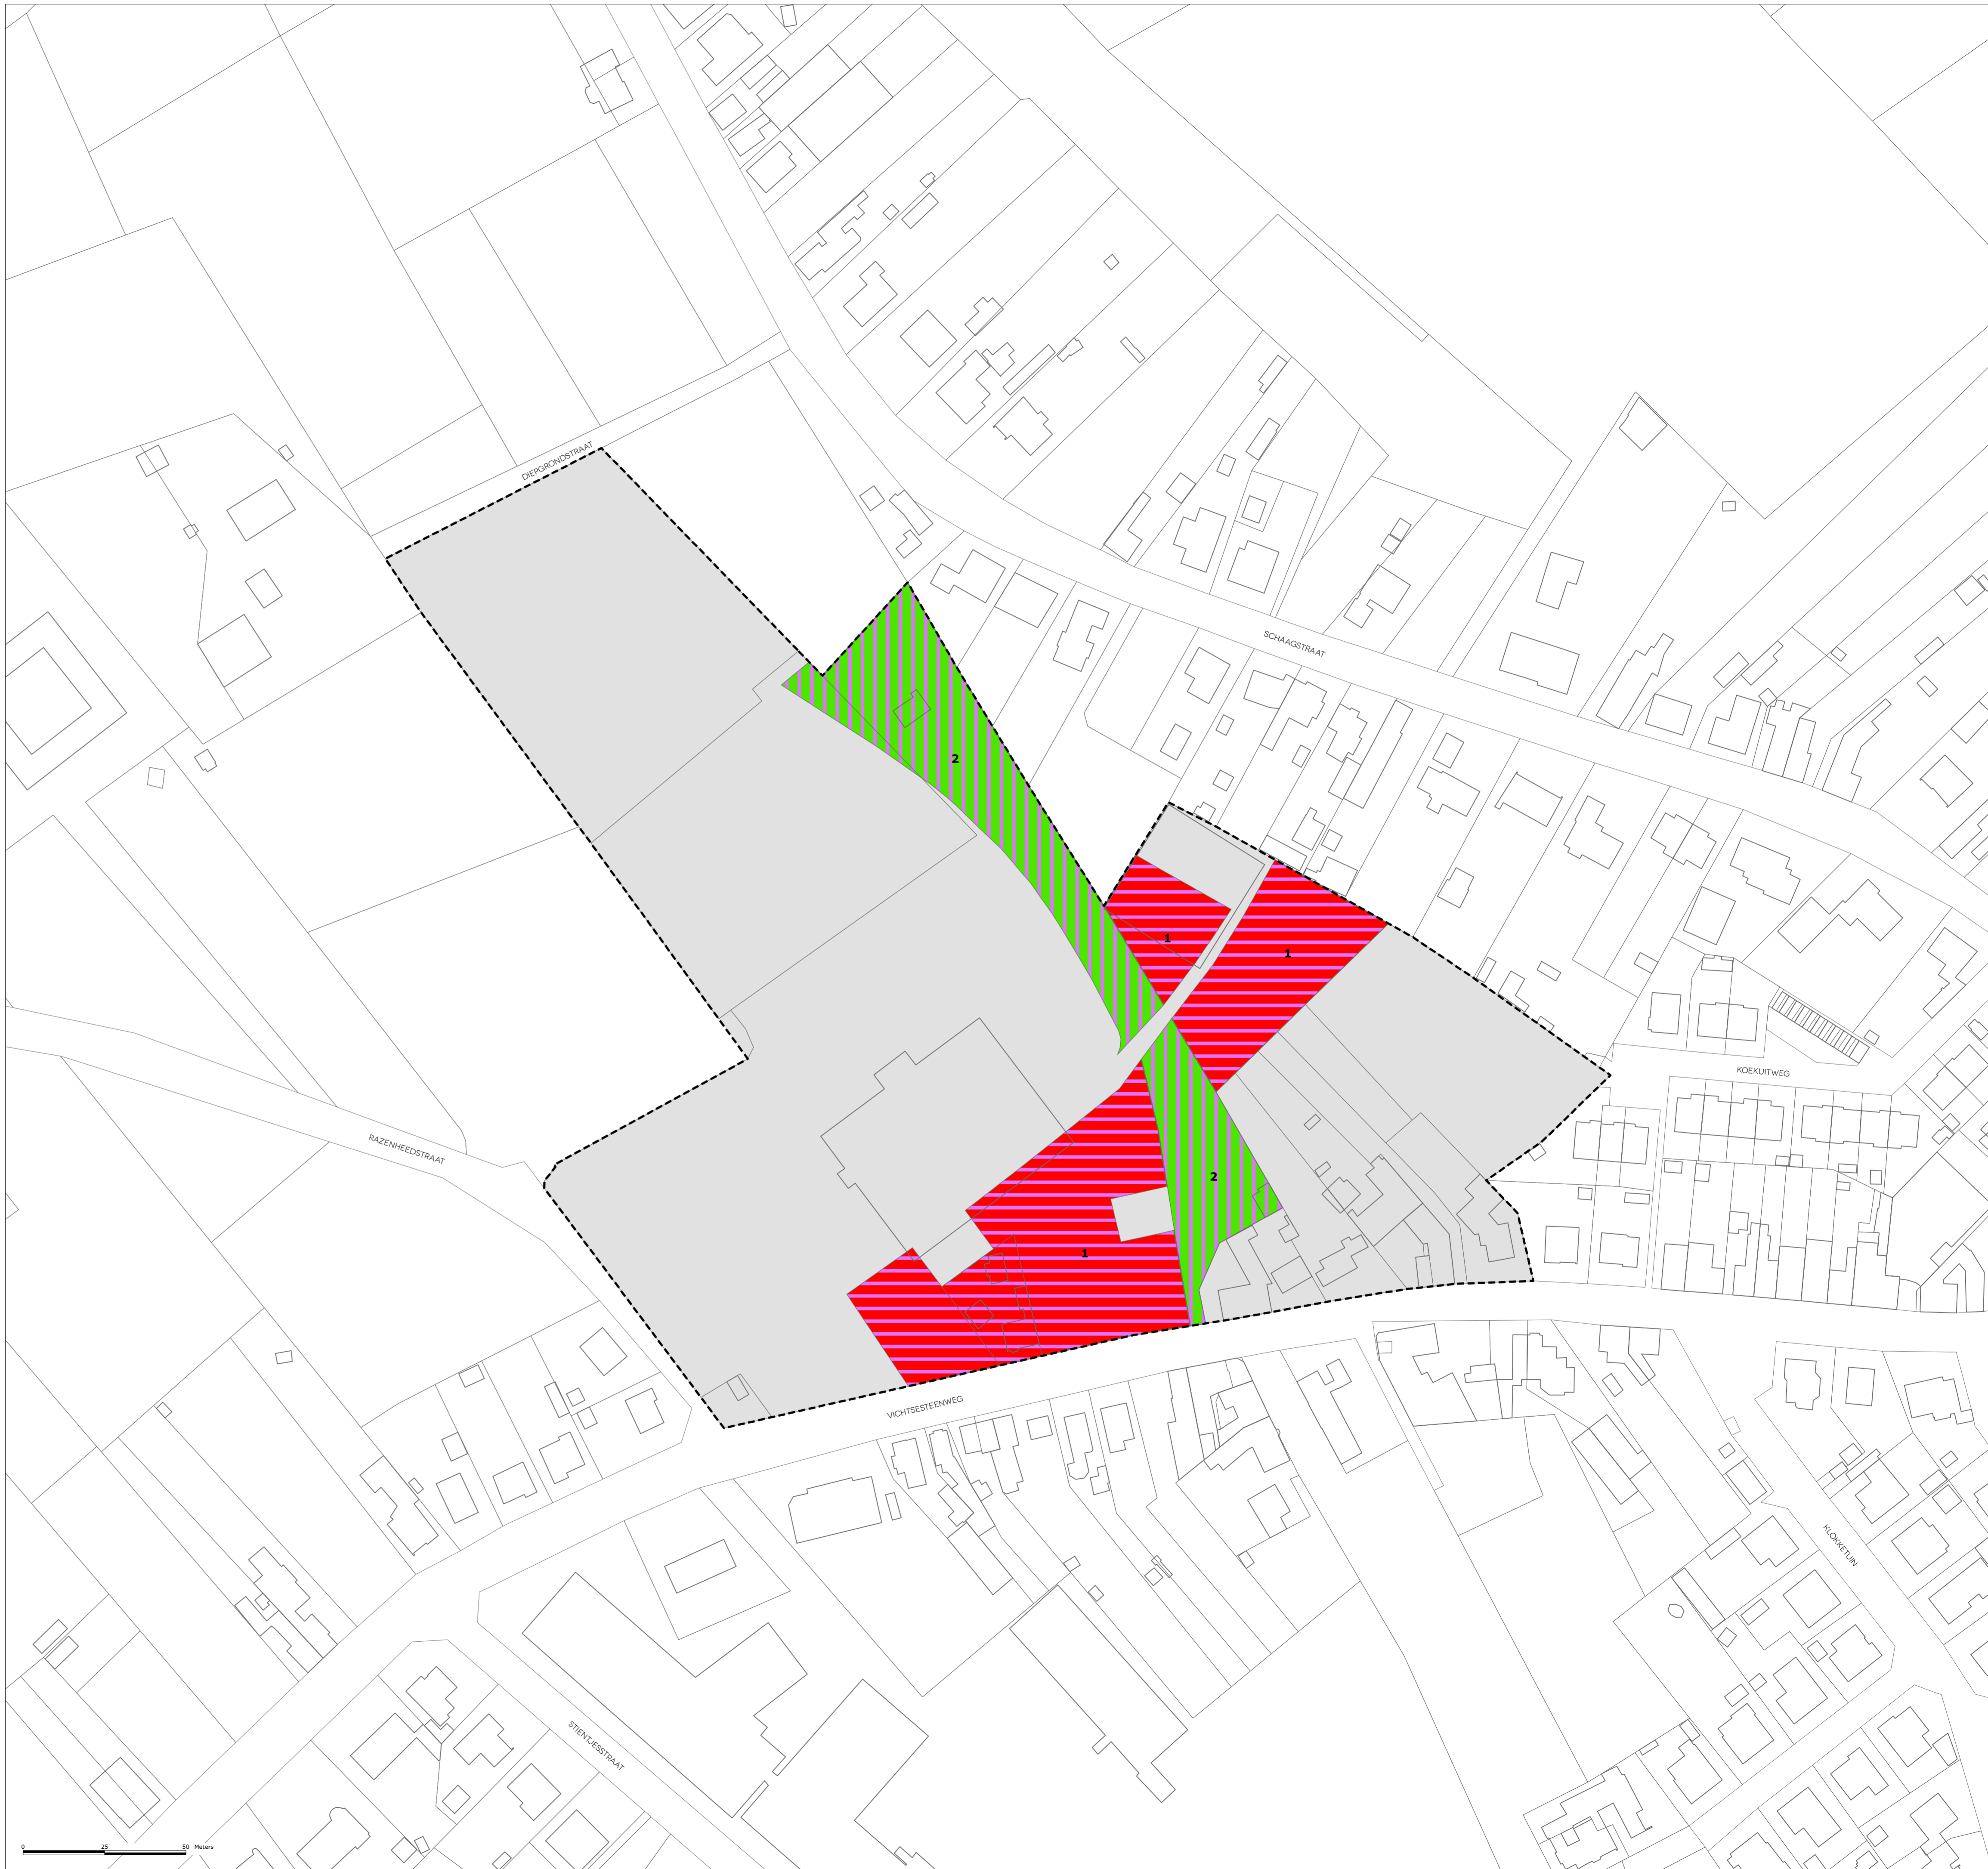 DIEPGRONDSTRAAT
SCHAAGSTRAAT
2
1
1
KOEKUITWEG
RAZENHEEDSTRAAT
2
1
VICHTSESTEENWEG
KLOKKETUIN
STIENTJESSTRAAT
0 25 50 Meters